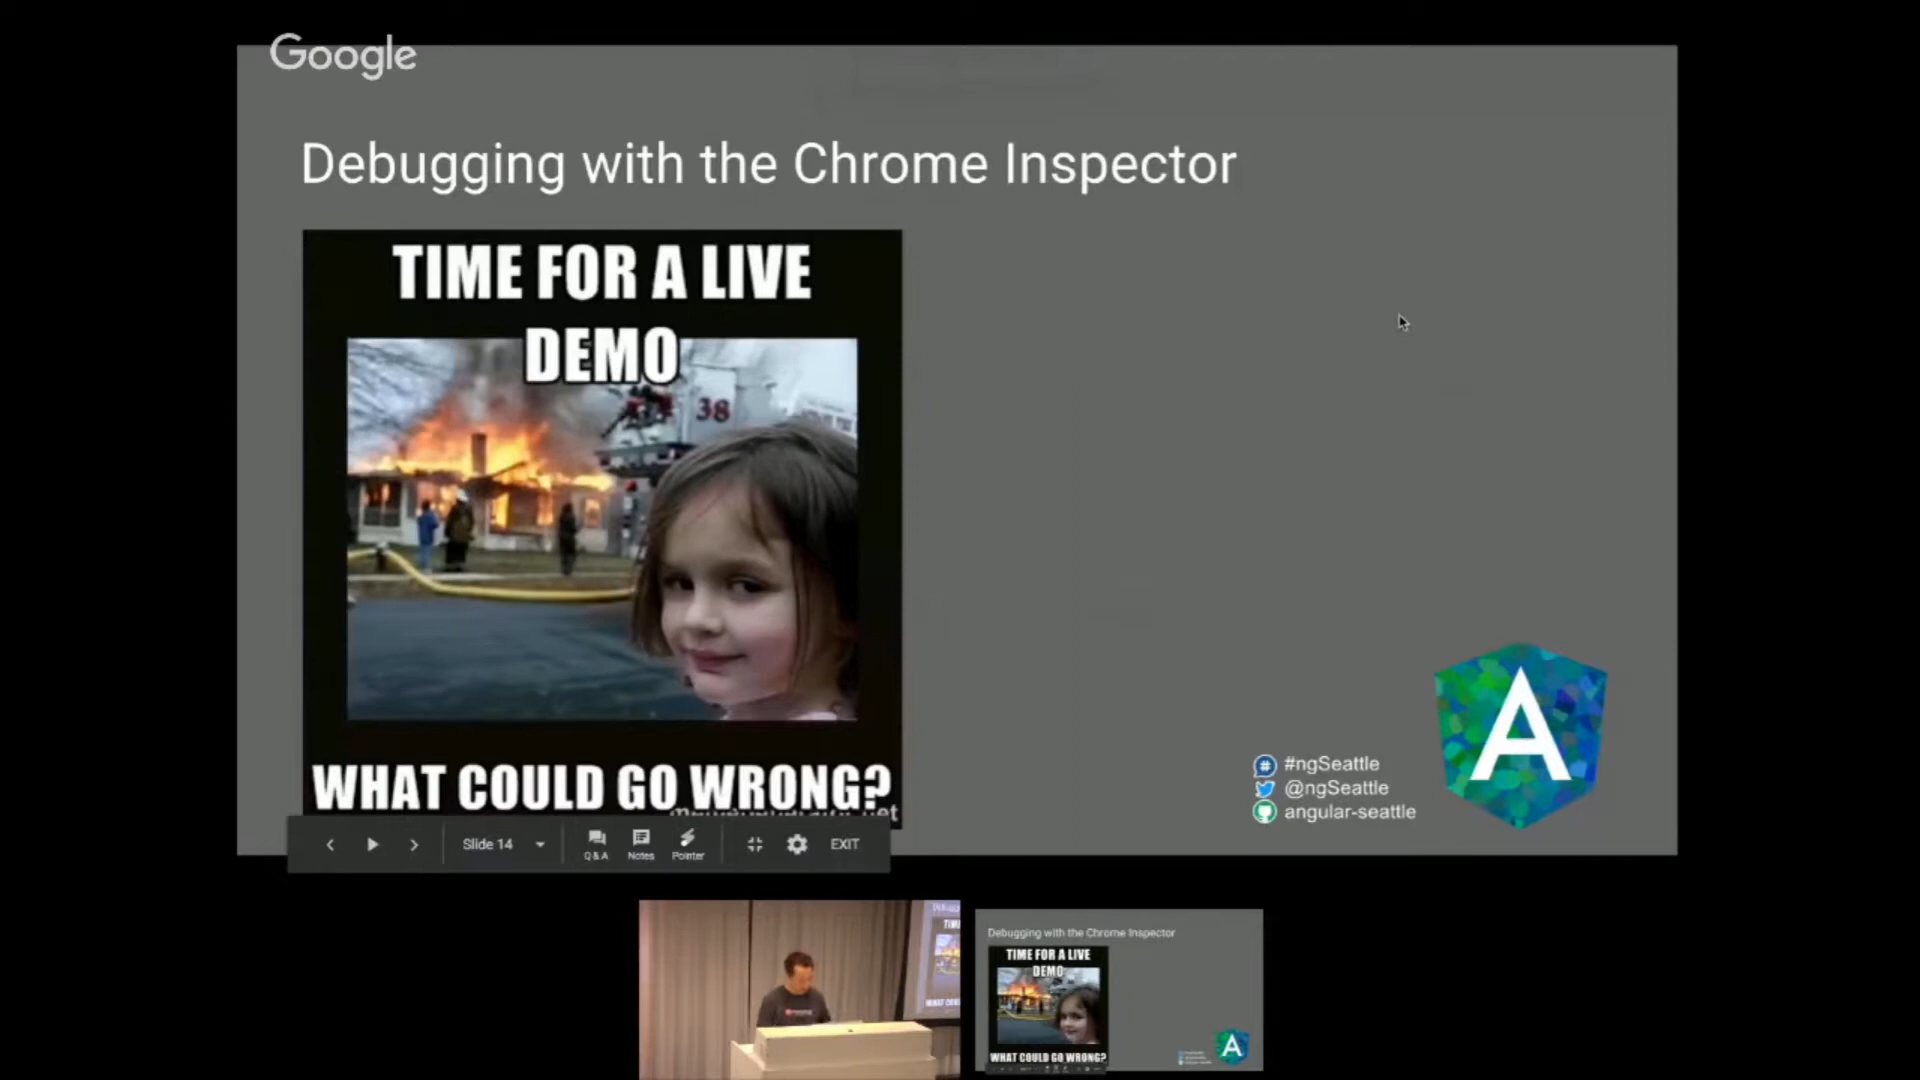 Google
Debugging with the Chrome Inspector
TIME FOR A LIVE
DEMO
38
WHAT COULD GO WRONG?
#ngSeattle
@ngSeattle
angular-seattle
A
Slide 14
Q&A
Notes
Pointer
EXIT
Debugging with the Chrome Inspector
TIME FOR A LIVE
DEMO
WHAT COULD GO WRONG?
A